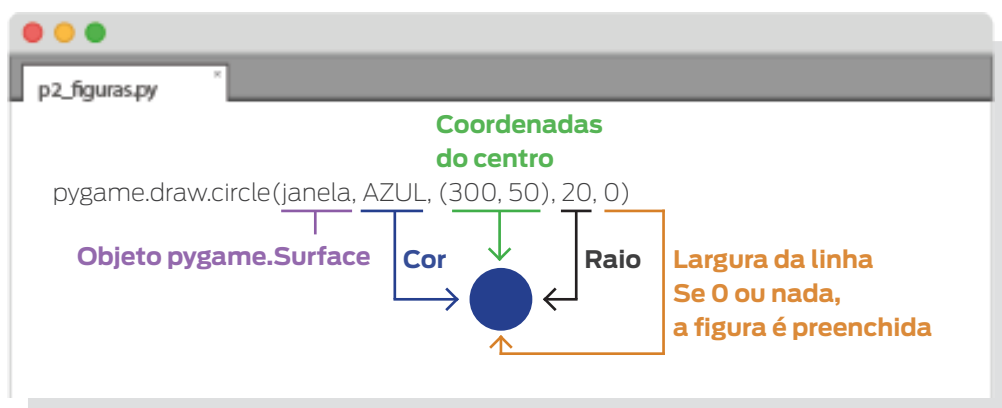 p2_figuras.py ×
Coordenadas
do centro
pygame.draw.circle(janela, AZUL, (300, 50), 20, 0)
Objeto pygame.Surface
Cor
Raio
Largura da linha
Se 0 ou nada,
a figura é preenchida